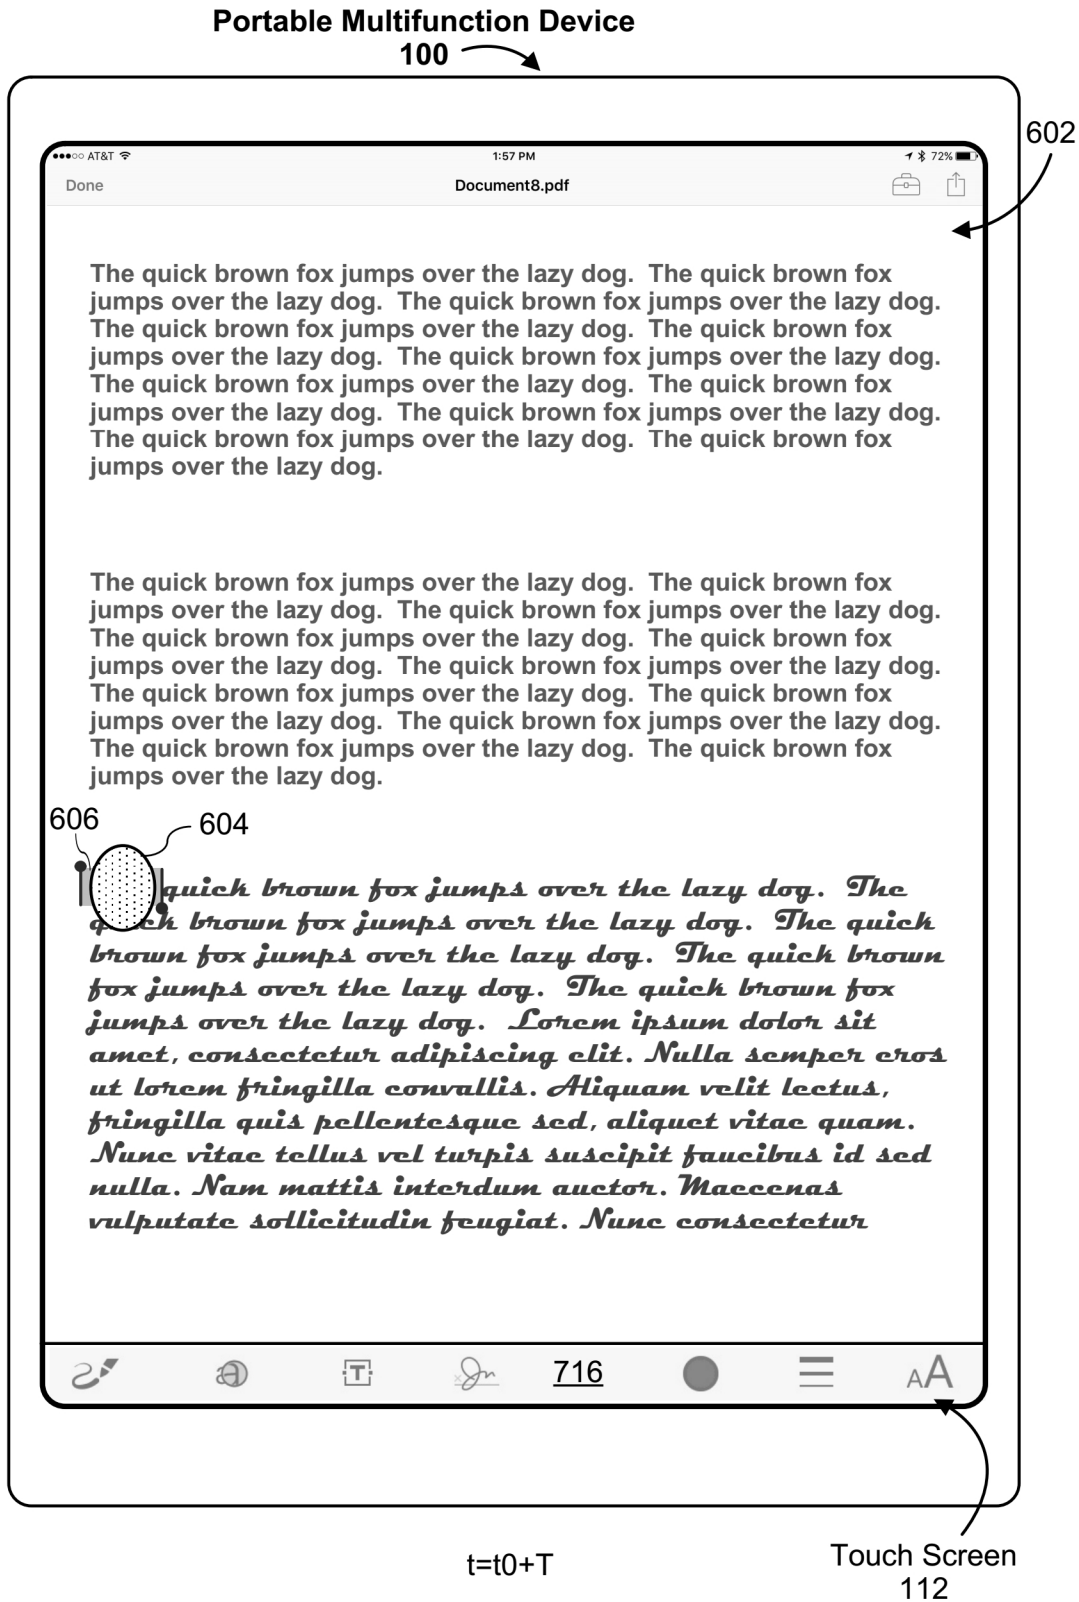 Portable Multifunction Device
100
602
AT&T 1:57 PM 72%
Done Document8.pdf
The quick brown fox jumps over the lazy dog. The quick brown fox
jumps over the lazy dog. The quick brown fox jumps over the lazy dog.
The quick brown fox jumps over the lazy dog. The quick brown fox
jumps over the lazy dog. The quick brown fox jumps over the lazy dog.
The quick brown fox jumps over the lazy dog. The quick brown fox
jumps over the lazy dog. The quick brown fox jumps over the lazy dog.
The quick brown fox jumps over the lazy dog. The quick brown fox
jumps over the lazy dog.
The quick brown fox jumps over the lazy dog. The quick brown fox
jumps over the lazy dog. The quick brown fox jumps over the lazy dog.
The quick brown fox jumps over the lazy dog. The quick brown fox
jumps over the lazy dog. The quick brown fox jumps over the lazy dog.
The quick brown fox jumps over the lazy dog. The quick brown fox
jumps over the lazy dog. The quick brown fox jumps over the lazy dog.
The quick brown fox jumps over the lazy dog. The quick brown fox
jumps over the lazy dog.
606 604
quick brown fox jumps over the lazy dog. The
quick brown fox jumps over the lazy dog. The quick
brown fox jumps over the lazy dog. The quick brown
fox jumps over the lazy dog. The quick brown fox
jumps over the lazy dog. Lorem ipsum dolor sit
amet, consectetur adipiscing elit. Nulla semper eros
ut lorem fringilla convallis. Aliquam velit lectus,
fringilla quis pellentesque sed, aliquet vitae quam.
Nunc vitae tellus vel turpis suscipit faucibus id sed
nulla. Nam mattis interdum auctor. Maecenas
vulputate sollicitudin feugiat. Nunc consectetur
a T 716 AA
t=t0+T
Touch Screen
112